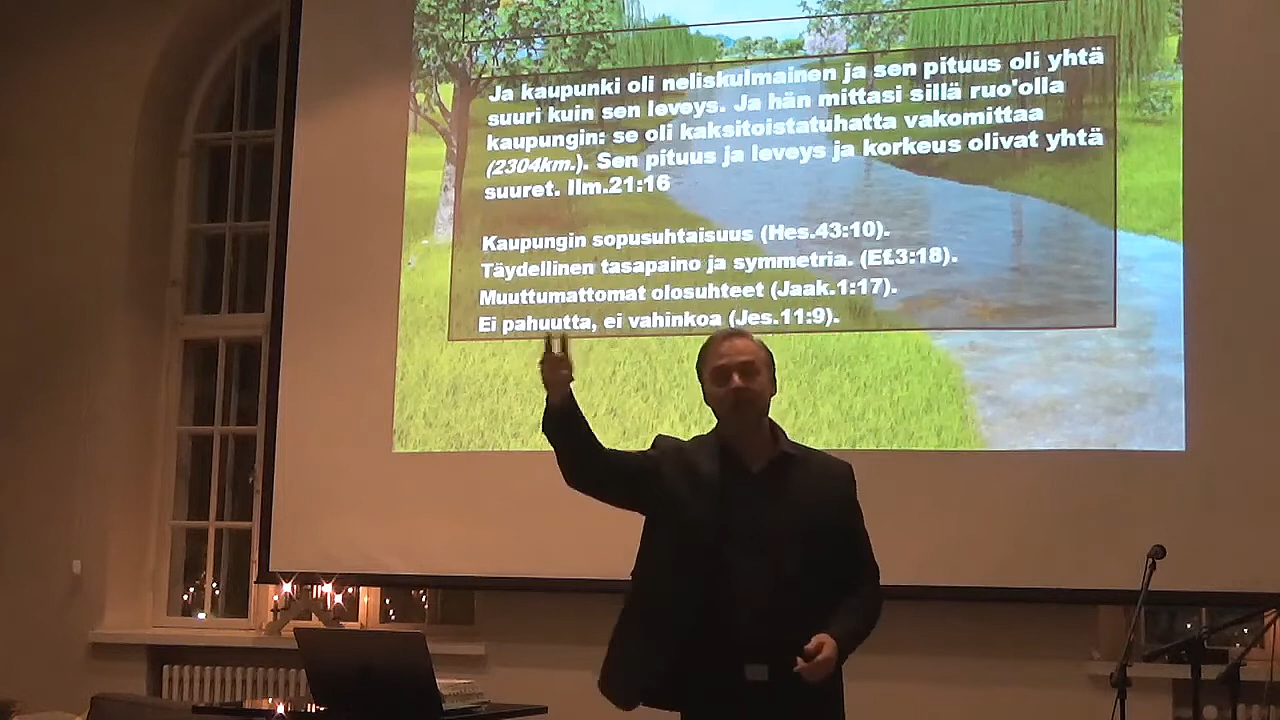 Ja kaupunki oli neliskulmainen ja sen pituus oli yhtä
suuri kuin sen leveys. Ja hän mittasi sillä ruo'olla
kaupungin: se oli kaksitoistatuhatta vakomittaa
(2304km.). Sen pituus ja leveys ja korkeus olivat yhtä
suuret. Ilm.21:16
Kaupungin sopusuhtaisuus (Hes.43:10).
Täydellinen tasapaino ja symmetria. (Ef.3:18).
Muuttumattomat olosuhteet (Jaak.1:17).
Ei pahuutta, ei vahinkoa (Jes.11:9).